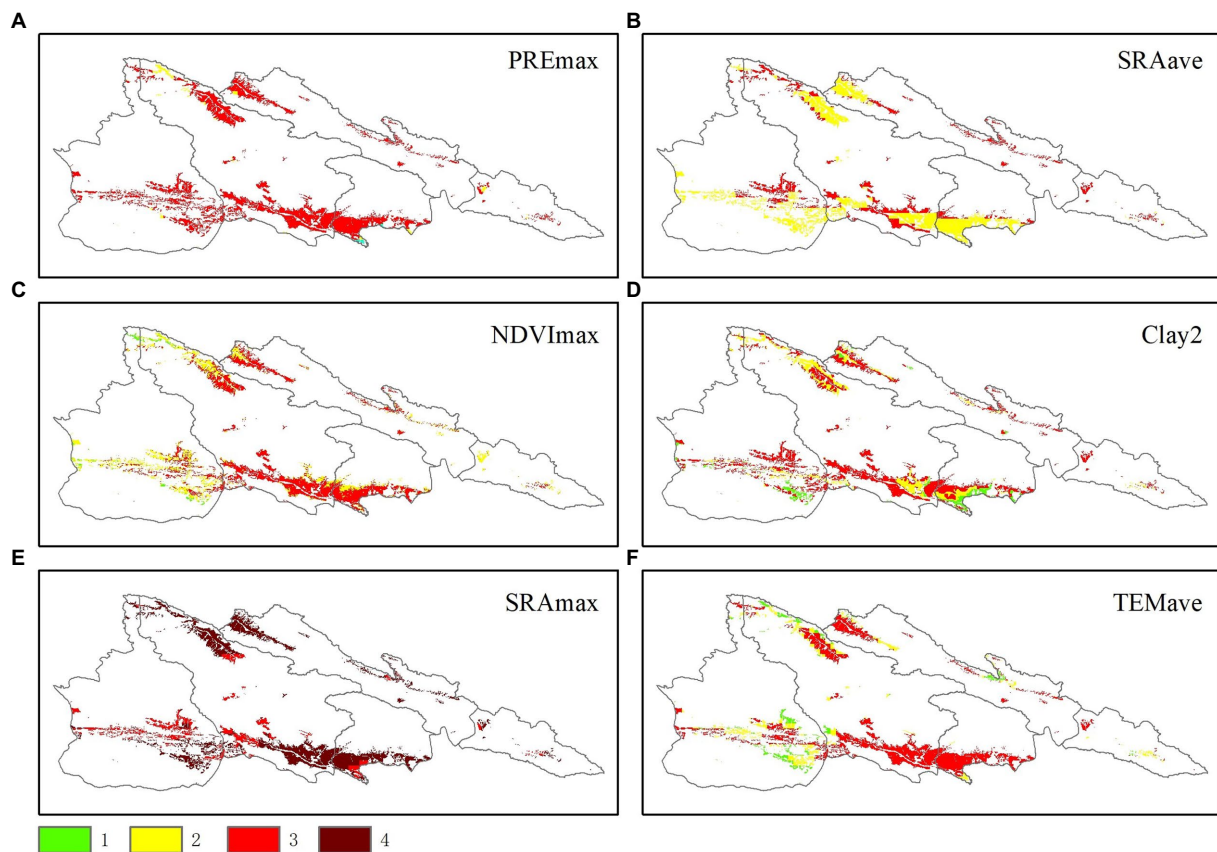 A
PREmax
B
SRAave
C
NDVImax
D
Clay2
E
SRAmax
F
TEMave
1 2 3 4